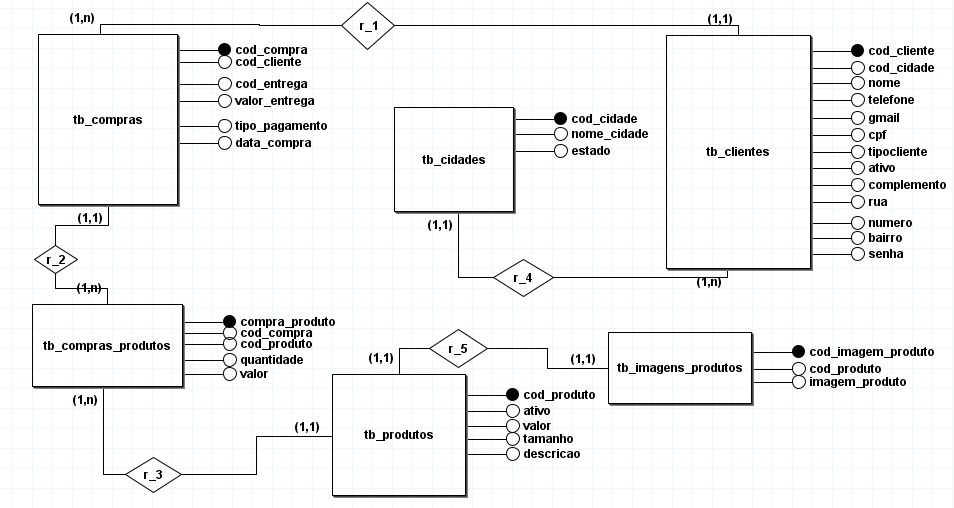 (1,n)
r_1
(1,1)
tb_compras
cod_compra
cod_cliente
cod_entrega
valor_entrega
tipo_pagamento
data_compra
tb_clientes
cod_cliente
cod_cidade
nome
telefone
gmail
cpf
tipocliente
ativo
complemento
rua
numero
bairro
senha
tb_cidades
cod_cidade
nome_cidade
estado
(1,1)
(1,1)
r_2
r_4
(1,n)
(1,n)
tb_compras_produtos
compra_produto
cod_compra
cod_produto
quantidade
valor
(1,n)
r_3
(1,1)
(1,1)
r_5
(1,1)
tb_imagens_produtos
cod_imagem_produto
cod_produto
imagem_produto
tb_produtos
cod_produto
ativo
valor
tamanho
descricao